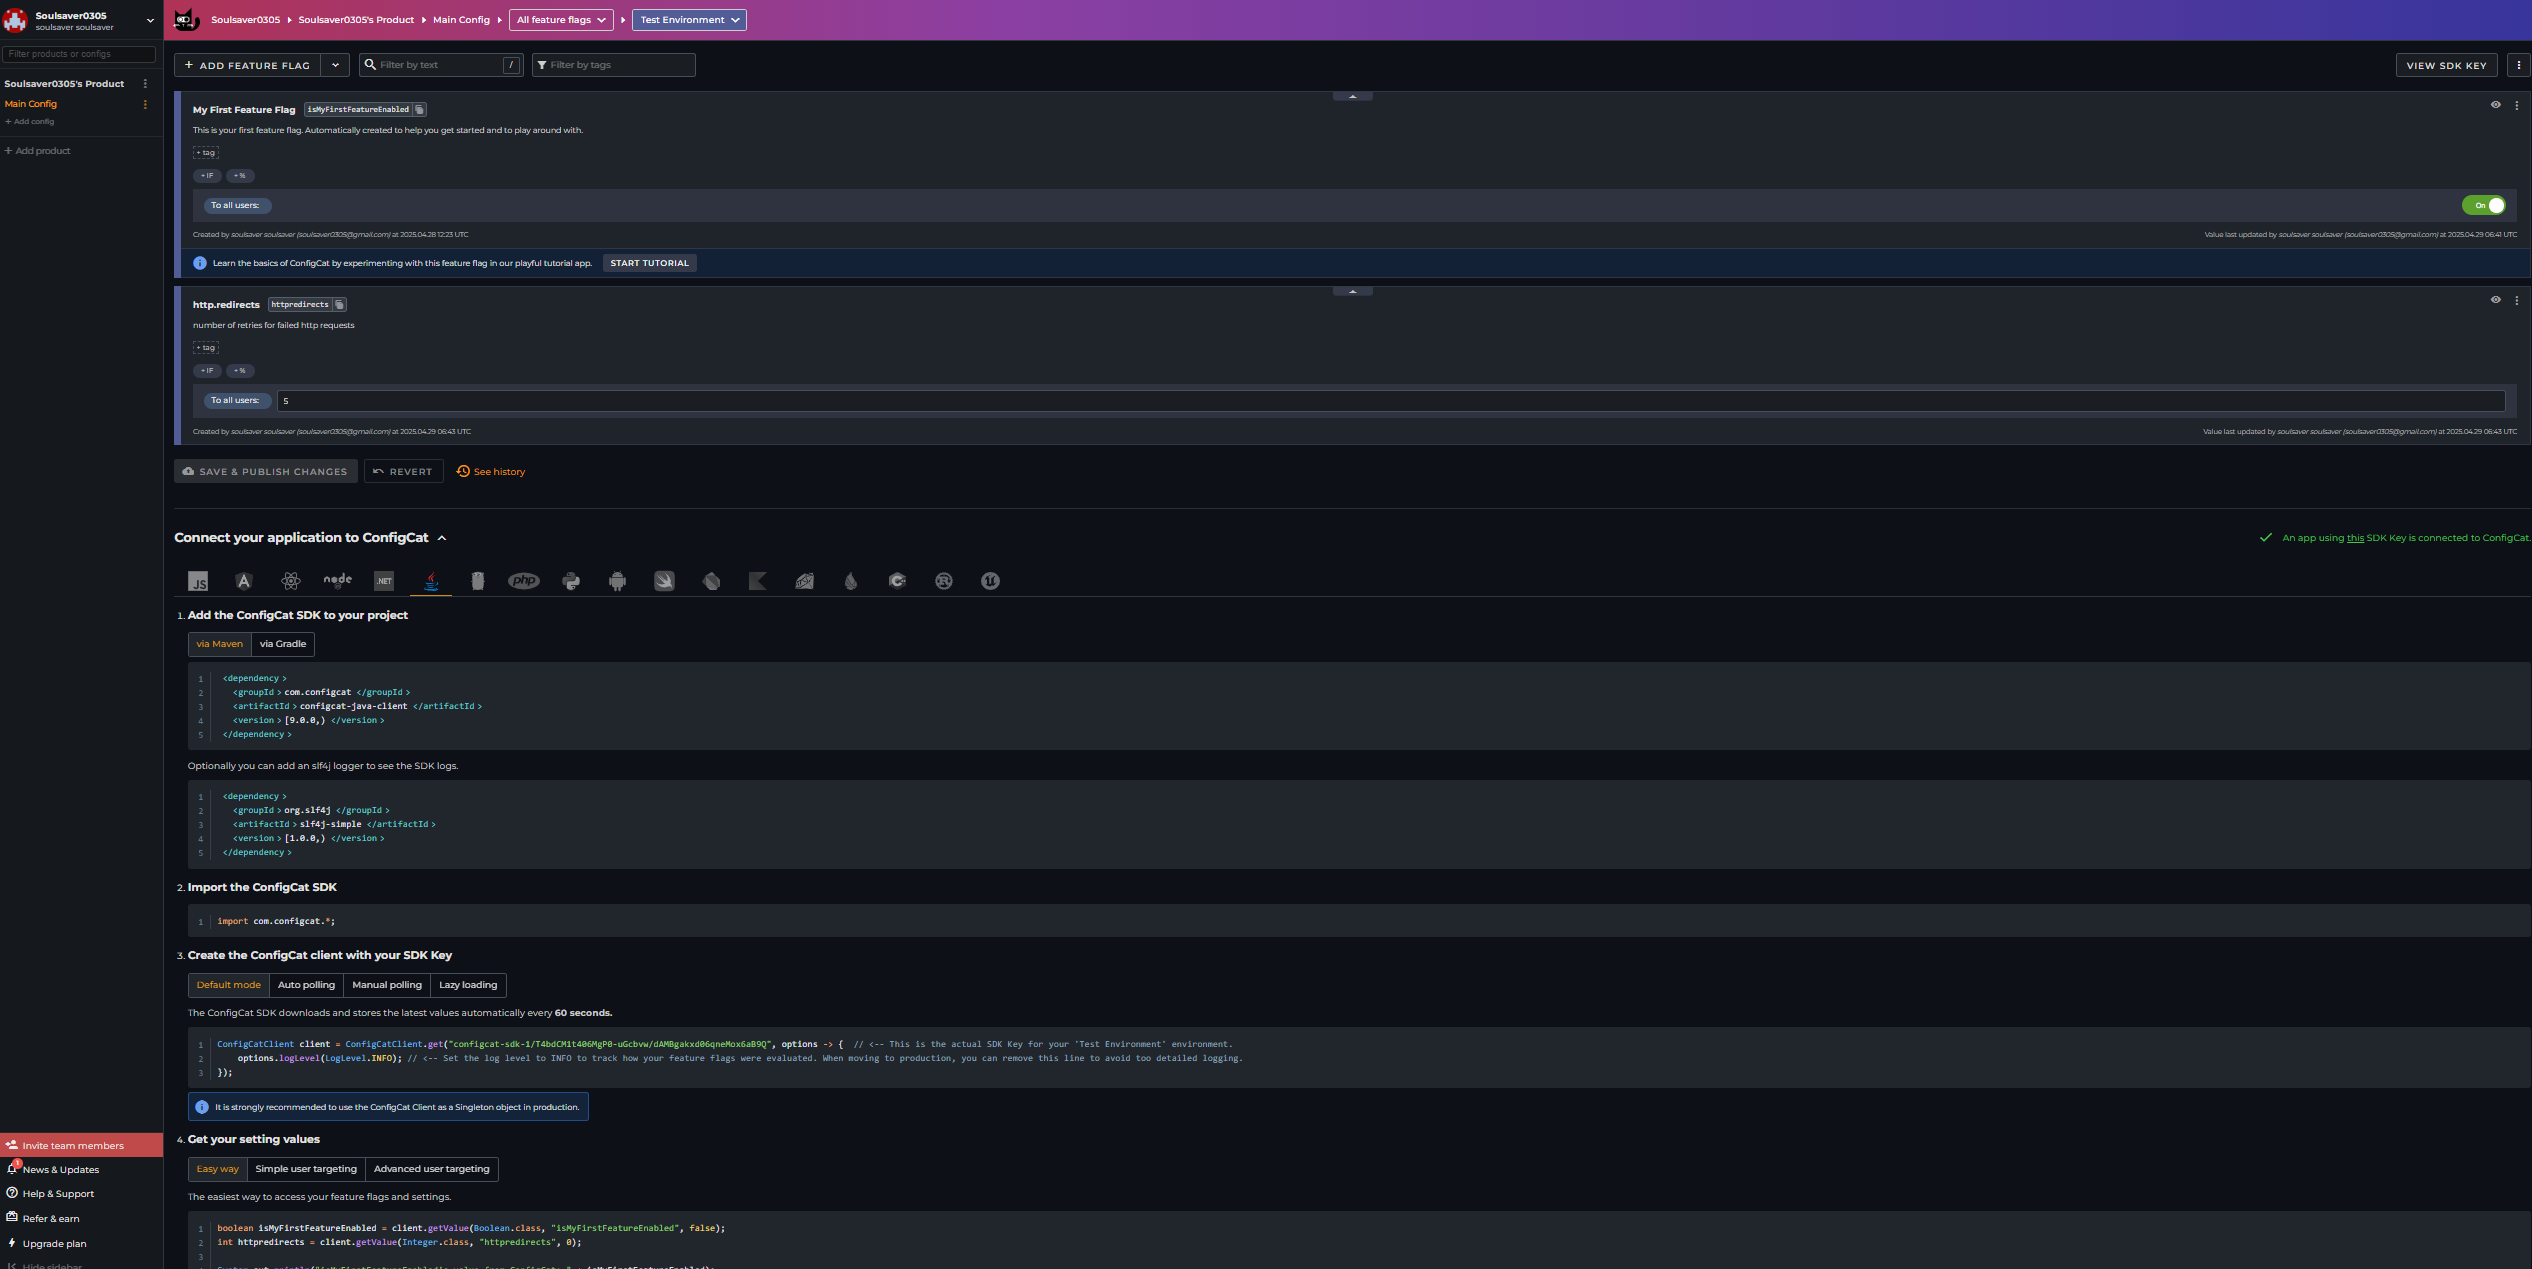 Soulsaver0305
soulsaver soulsaver
Filter products or configs
Soulsaver0305's Product
Main Config
+ Add config
+ Add product
Invite team members
1
News & Updates
Help & Support
Refer & earn
Upgrade plan
Hide sidebar
Soulsaver0305 Soulsaver0305's Product Main Config All feature flags Test Environment
+ ADD FEATURE FLAG Filter by text / Filter by tags VIEW SDK KEY
My First Feature Flag isMyFirstFeatureEnabled
This is your first feature flag. Automatically created to help you get started and to play around with.
+ tag
+ IF + %
To all users: On
Created by soulsaver soulsaver (soulsaver0305@gmail.com) at 2025.04.28 12:23 UTC Value last updated by soulsaver soulsaver (soulsaver0305@gmail.com) at 2025.04.29 06:41 UTC
Learn the basics of ConfigCat by experimenting with this feature flag in our playful tutorial app. START TUTORIAL
http.redirects httpredirects
number of retries for failed http requests
+ tag
+ IF + %
To all users: 5
Created by soulsaver soulsaver (soulsaver0305@gmail.com) at 2025.04.29 06:43 UTC Value last updated by soulsaver soulsaver (soulsaver0305@gmail.com) at 2025.04.29 06:43 UTC
SAVE & PUBLISH CHANGES REVERT See history
Connect your application to ConfigCat An app using this SDK Key is connected to ConfigCat.
JS A node .NET php
1. Add the ConfigCat SDK to your project
via Maven via Gradle
1 <dependency>
2 <groupId>com.configcat </groupId>
3 <artifactId>configcat-java-client </artifactId>
4 <version>[9.0.0,) </version>
5 </dependency>
Optionally you can add an slf4j logger to see the SDK logs.
1 <dependency>
2 <groupId>org.slf4j </groupId>
3 <artifactId>slf4j-simple </artifactId>
4 <version>[1.0.0,) </version>
5 </dependency>
2. Import the ConfigCat SDK
1 import com.configcat.*;
3. Create the ConfigCat client with your SDK Key
Default mode Auto polling Manual polling Lazy loading
The ConfigCat SDK downloads and stores the latest values automatically every 60 seconds.
1 ConfigCatClient client = ConfigCatClient.get("configcat-sdk-1/T4bdCM1t406MgP0-uGcbvw/dAMBgakxd06qneMox6aB9Q", options -> { // <-- This is the actual SDK Key for your 'Test Environment' environment.
2 options.logLevel(LogLevel.INFO); // <-- Set the log level to INFO to track how your feature flags were evaluated. When moving to production, you can remove this line to avoid too detailed logging.
3 });
It is strongly recommended to use the ConfigCat Client as a Singleton object in production.
4. Get your setting values
Easy way Simple user targeting Advanced user targeting
The easiest way to access your feature flags and settings.
1 boolean isMyFirstFeatureEnabled = client.getValue(Boolean.class, "isMyFirstFeatureEnabled", false);
2 int httpredirects = client.getValue(Integer.class, "httpredirects", 0);
3